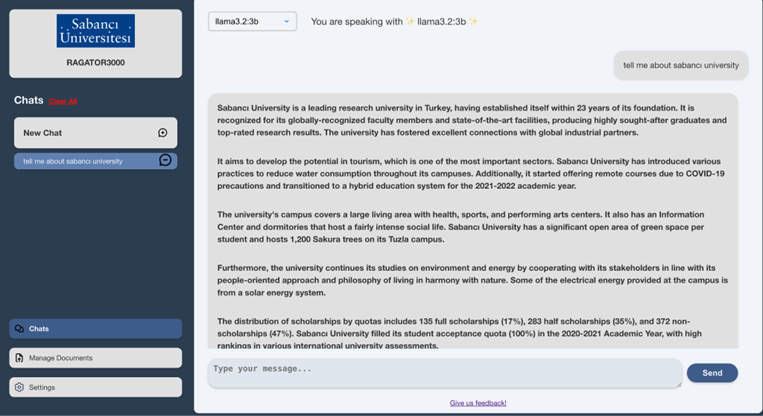 Sabancı
Üniversitesi
RAGATOR3000
Chats Clear All
New Chat
tell me about sabancı university
Chats
Manage Documents
Settings
llama3.2:3b
You are speaking with ✨ llama3.2:3b ✨
tell me about sabancı university
Sabancı University is a leading research university in Turkey, having established itself within 23 years of its foundation. It is
recognized for its globally-recognized faculty members and state-of-the-art facilities, producing highly sought-after graduates and
top-rated research results. The university has fostered excellent connections with global industrial partners.
It aims to develop the potential in tourism, which is one of the most important sectors. Sabancı University has introduced various
practices to reduce water consumption throughout its campuses. Additionally, it started offering remote courses due to COVID-19
precautions and transitioned to a hybrid education system for the 2021-2022 academic year.
The university's campus covers a large living area with health, sports, and performing arts centers. It also has an Information
Center and dormitories that host a fairly intense social life. Sabancı University has a significant open area of green space per
student and hosts 1,200 Sakura trees on its Tuzla campus.
Furthermore, the university continues its studies on environment and energy by cooperating with its stakeholders in line with its
people-oriented approach and philosophy of living in harmony with nature. Some of the electrical energy provided at the campus is
from a solar energy system.
The distribution of scholarships by quotas includes 135 full scholarships (17%), 283 half scholarships (35%), and 372 non-
scholarships (47%). Sabancı University filled its student acceptance quota (100%) in the 2020-2021 Academic Year, with high
rankings in various international university assessments.
Type your message...
Send
Give us feedback!